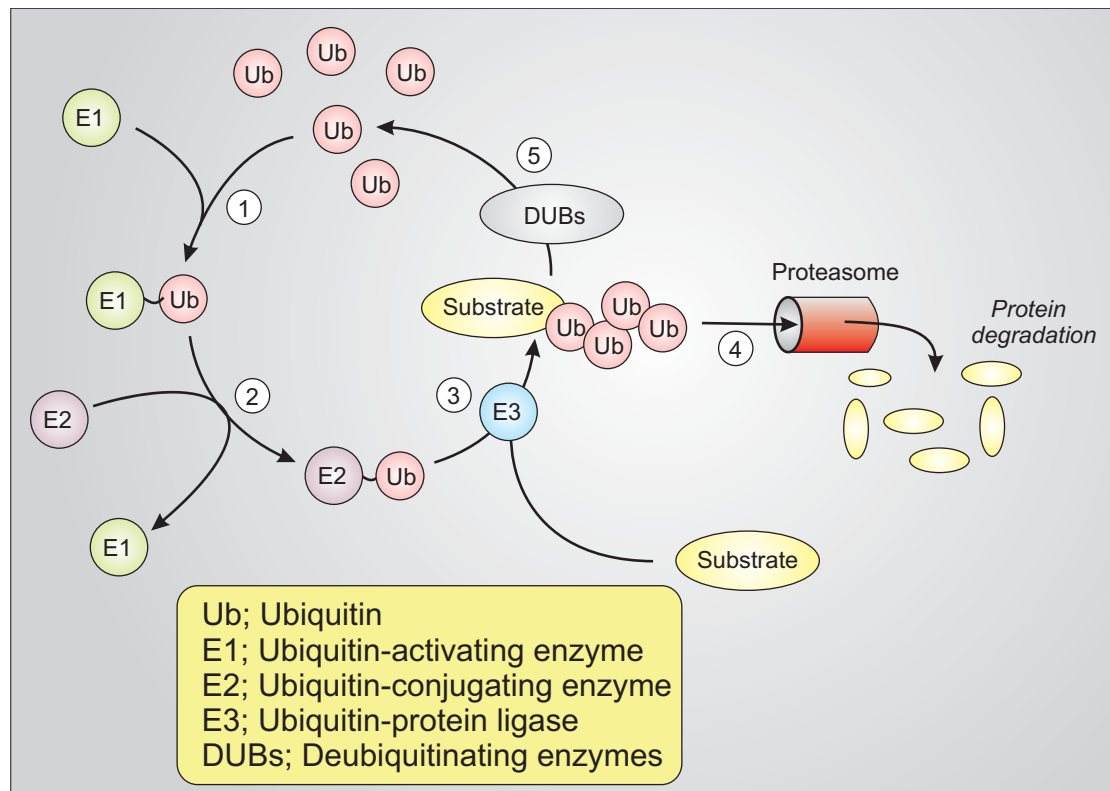 Ub
Ub
Ub
E1
Ub
5
Ub
1
DUBs
Proteasome
E1
Ub
Substrate
Protein
degradation
Ub
Ub
Ub
Ub
4
2
3
E2
E3
E2
Ub
E1
Substrate
Ub; Ubiquitin
E1; Ubiquitin-activating enzyme
E2; Ubiquitin-conjugating enzyme
E3; Ubiquitin-protein ligase
DUBs; Deubiquitinating enzymes